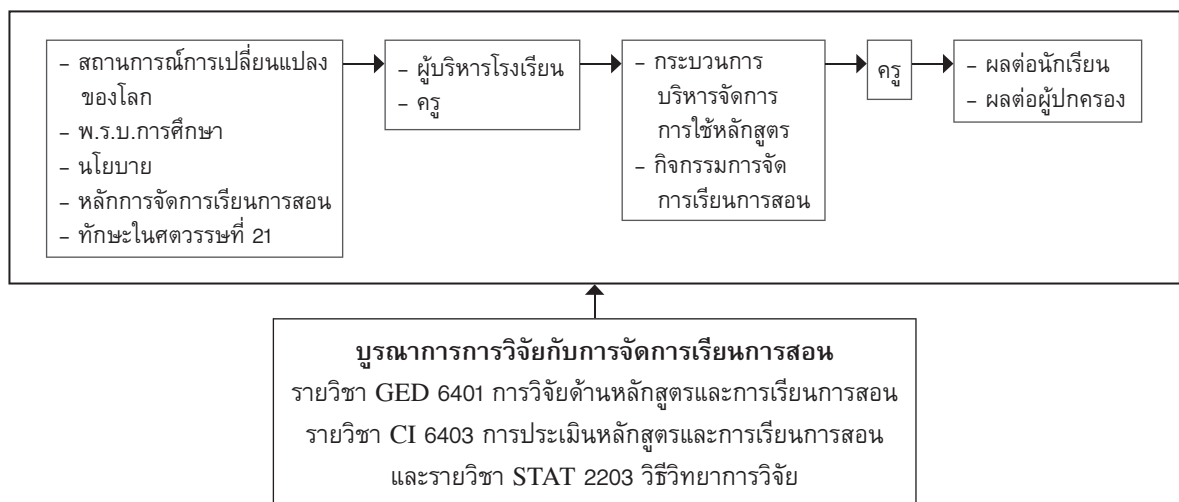 – สถานการณ์การเปลี่ยนแปลง
ของโลก
– พ.ร.บ.การศึกษา
– นโยบาย
– หลักการจัดการเรียนการสอน
– ทักษะในศตวรรษที่ 21
– ผู้บริหารโรงเรียน
– ครู
– กระบวนการ
บริหารจัดการ
การใช้หลักสูตร
– กิจกรรมการจัด
การเรียนการสอน
ครู
– ผลต่อนักเรียน
– ผลต่อผู้ปกครอง
บูรณาการการวิจัยกับการจัดการเรียนการสอน
รายวิชา GED 6401 การวิจัยด้านหลักสูตรและการเรียนการสอน
รายวิชา CI 6403 การประเมินหลักสูตรและการเรียนการสอน
และรายวิชา STAT 2203 วิธีวิทยาการวิจัย